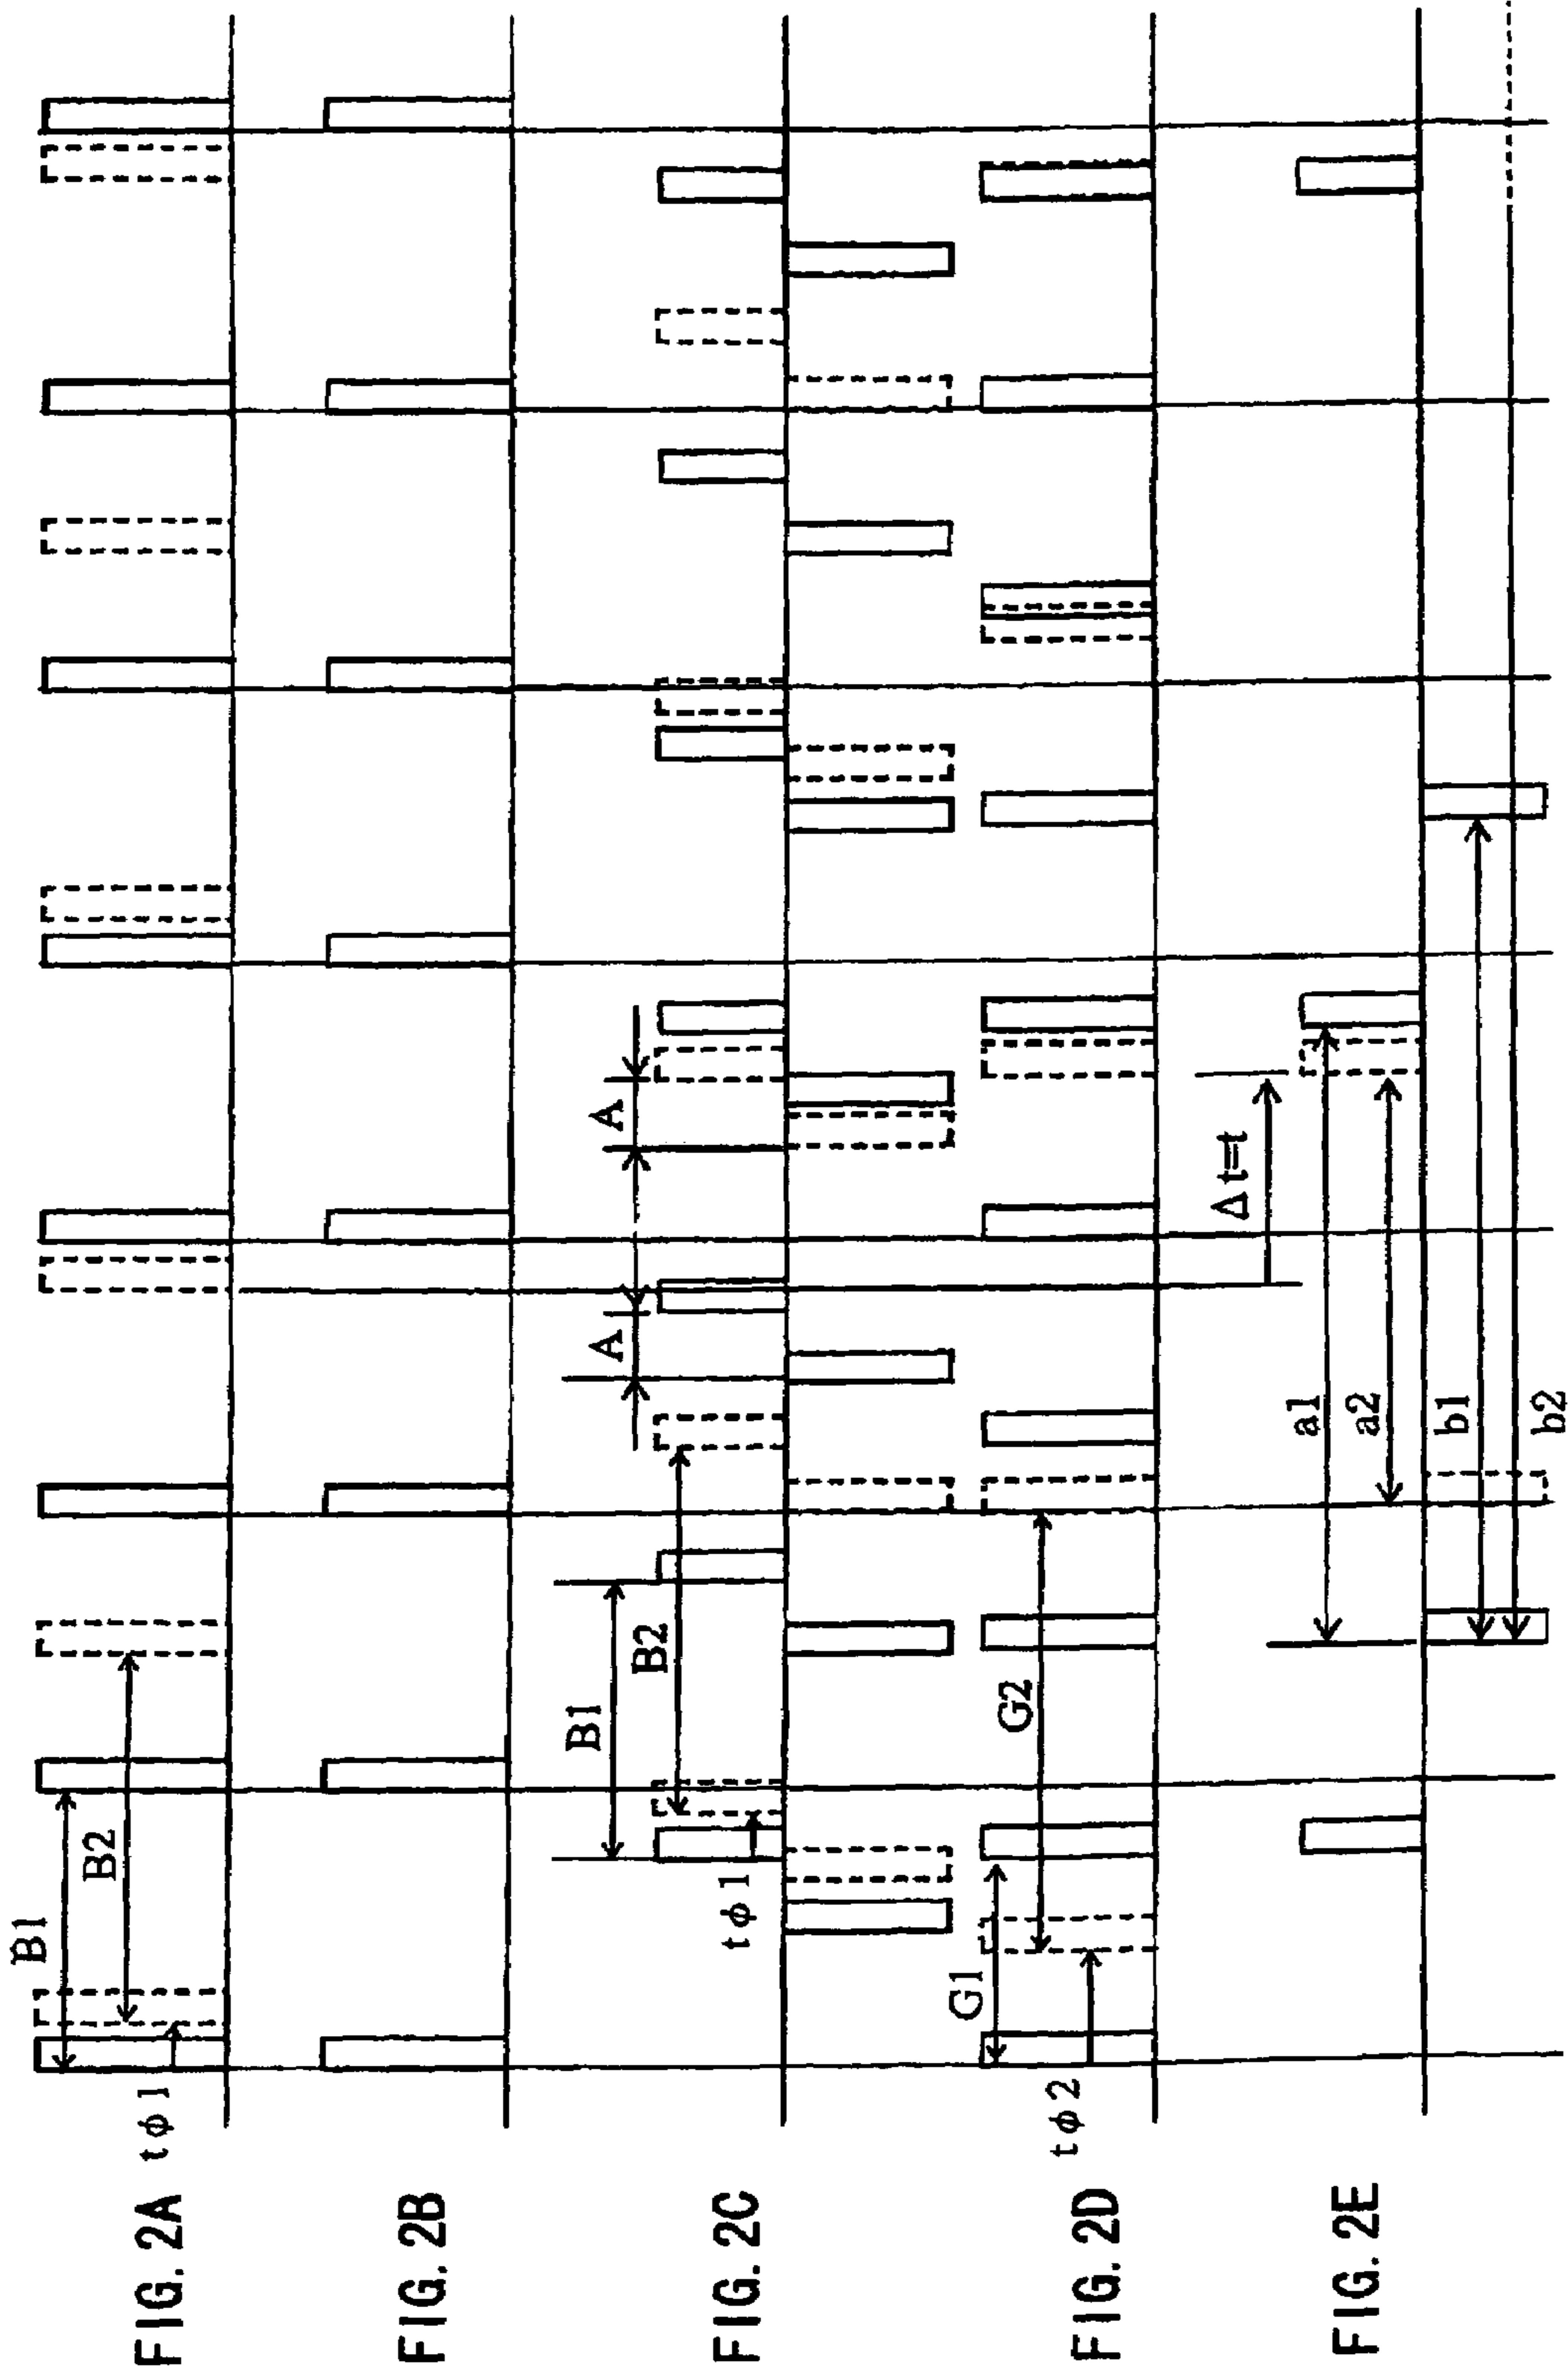 FIG. 2A
B1
B2
tφ1
FIG. 2B
FIG. 2C
B1
B2
A
A
tφ1
FIG. 2D
G1
G2
tφ2
FIG. 2E
Δt=t
a1
a2
b1
b2